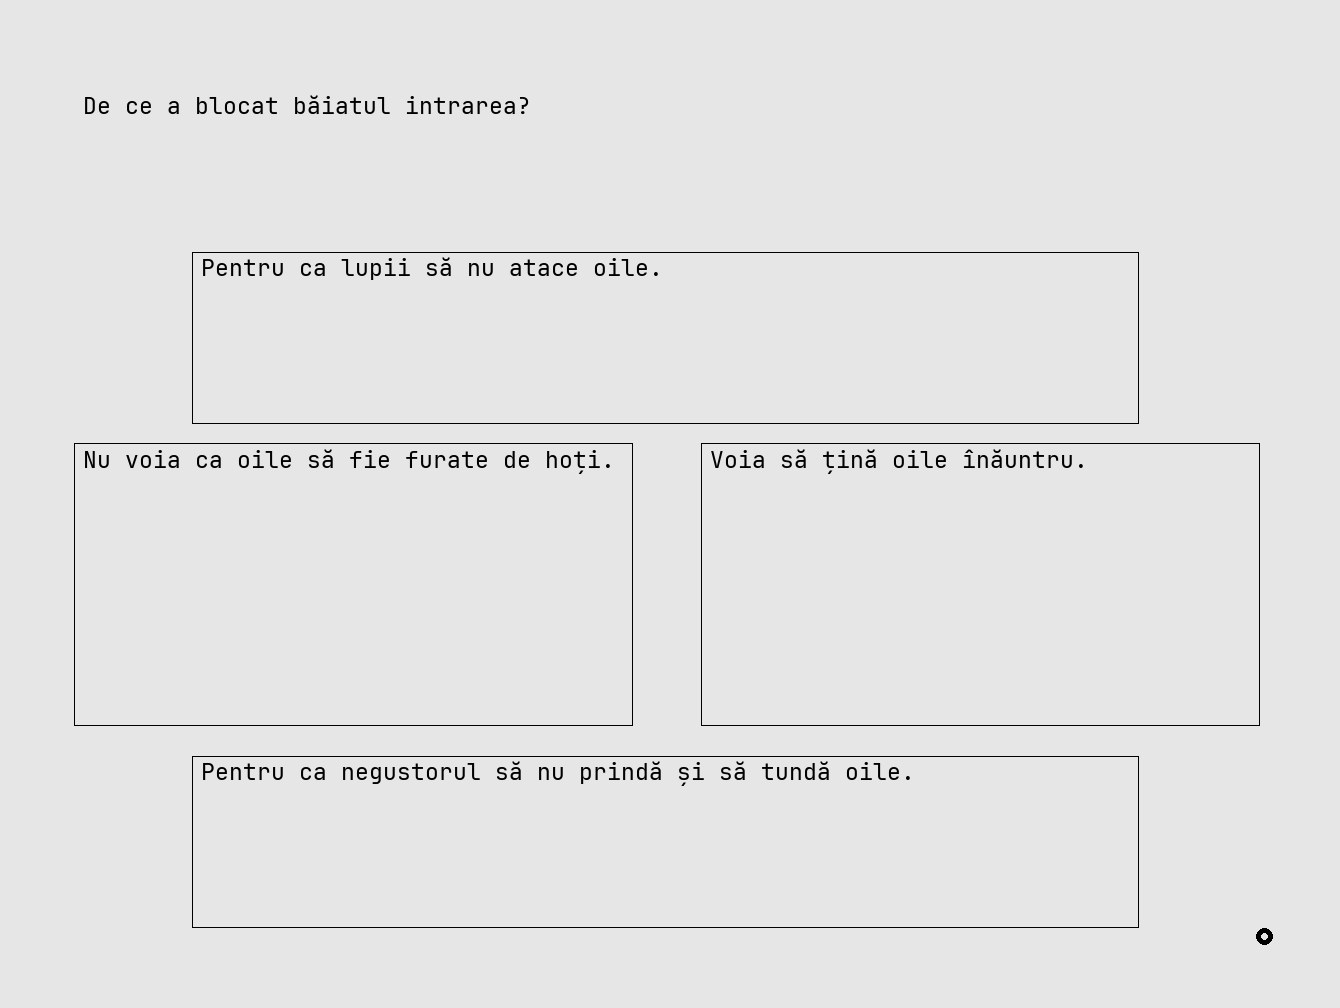 De ce a blocat băiatul intrarea?
Pentru ca lupii să nu atace oile.
Nu voia ca oile să fie furate de hoți.
Voia să țină oile înăuntru.
Pentru ca negustorul să nu prindă și să tundă oile.